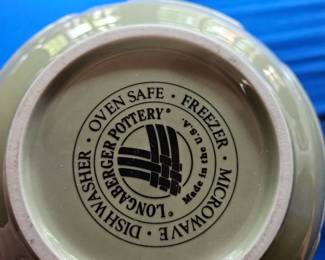 OVEN SAFE · FREEZER · MICROWAVE · DISHWASHER ·
LONGABERGER POTTERY®
Made in the U.S.A.